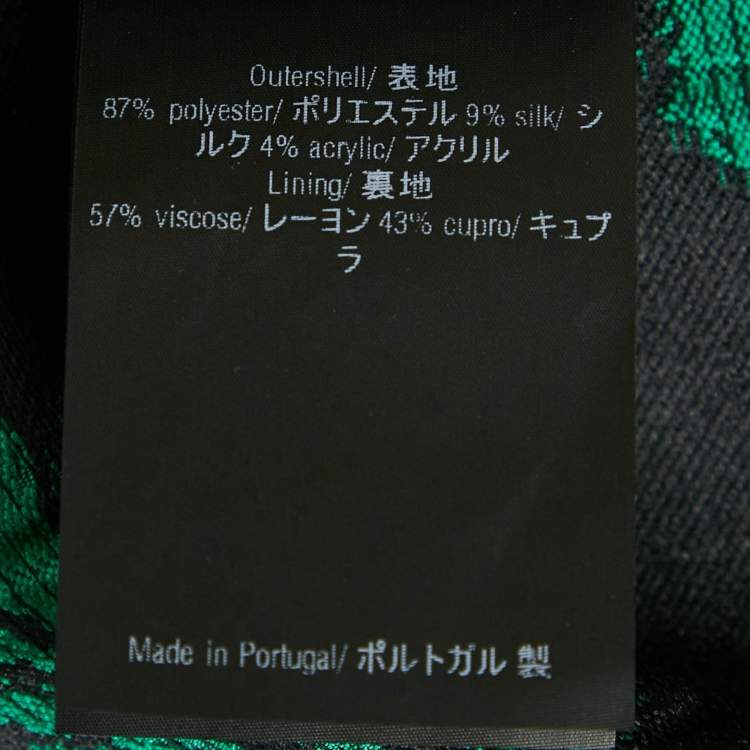 Outershell/ 表地
87% polyester/ ポリエステル 9% silk/ シ
ルク 4% acrylic/ アクリル
Lining/ 裏地
57% viscose/ レーヨン 43% cupro/ キュプ
ラ
Made in Portugal/ ポルトガル 製